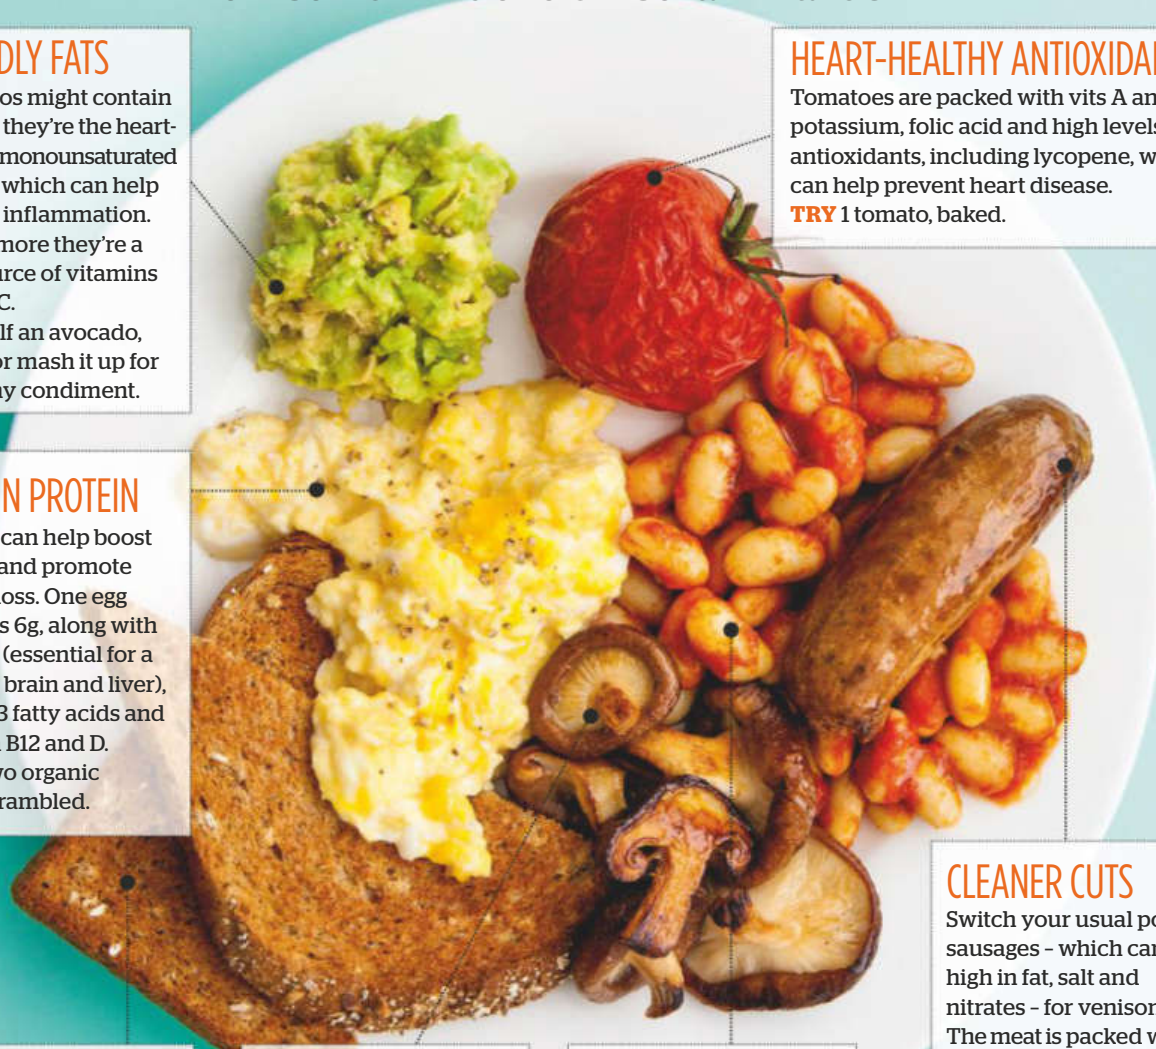 DLY FATS
os might contain
they're the heart-
monounsaturated
which can help
inflammation.
more they're a
urce of vitamins
C.
lf an avocado,
or mash it up for
y condiment.
HEART-HEALTHY ANTIOXIDA
Tomatoes are packed with vits A an
potassium, folic acid and high levels
antioxidants, including lycopene, w
can help prevent heart disease.
TRY 1 tomato, baked.
N PROTEIN
can help boost
and promote
loss. One egg
s 6g, along with
(essential for a
brain and liver),
3 fatty acids and
B12 and D.
wo organic
rambled.
CLEANER CUTS
Switch your usual po
sausages – which can
high in fat, salt and
nitrates – for venison
The meat is packed w